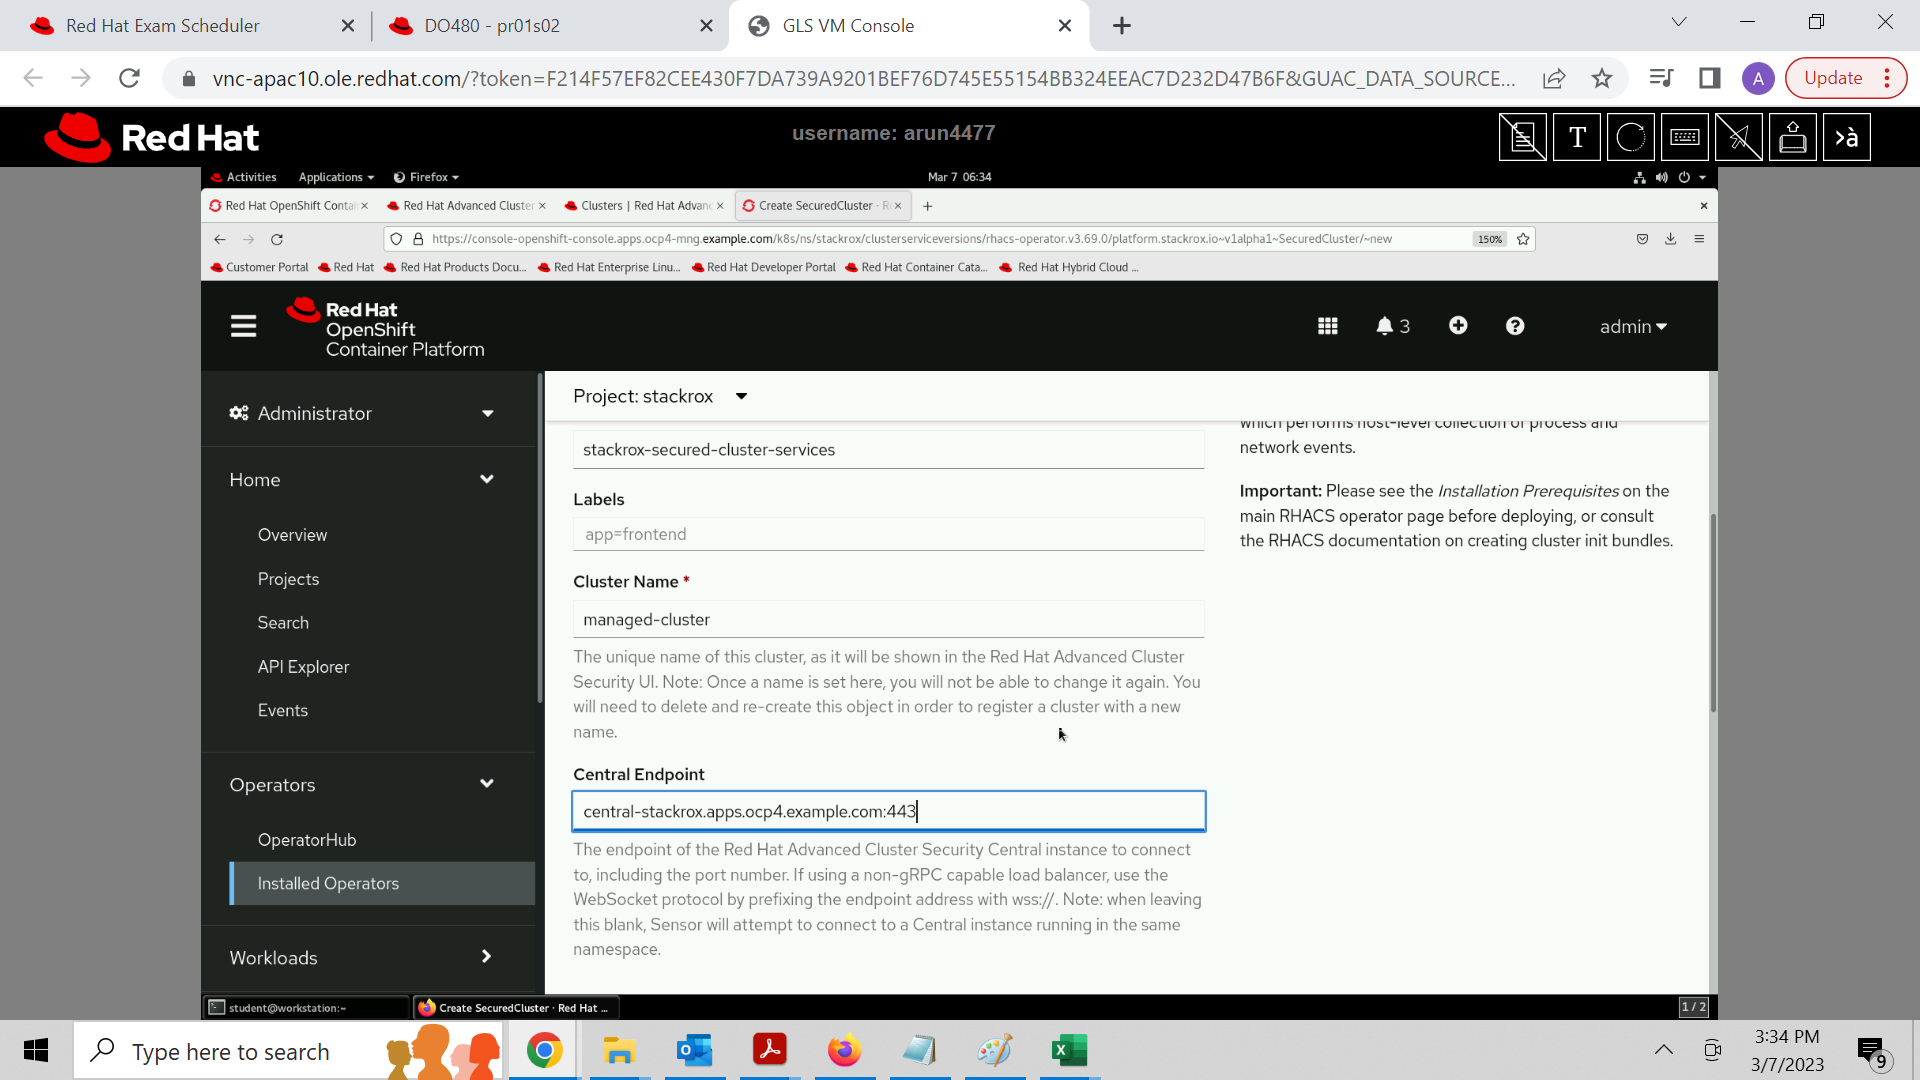 Red Hat Exam Scheduler
DO480 - pr01s02
GLS VM Console
vnc-apac10.ole.redhat.com/?token=F214F57EF82CEE430F7DA739A9201BEF76D745E55154BB324EEAC7D232D47B6F&GUAC_DATA_SOURCE...
A
Update
Red Hat
username: arun4477
T
>à
Activities
Applications
Firefox
Mar 7 06:34
Red Hat OpenShift Contai
Red Hat Advanced Cluster
Clusters | Red Hat Advanc
Create SecuredCluster · Re
https://console-openshift-console.apps.ocp4-mng.example.com/k8s/ns/stackrox/clusterserviceversions/rhacs-operator.v3.69.0/platform.stackrox.io~v1alpha1~SecuredCluster/~new
150%
Customer Portal
Red Hat
Red Hat Products Docu...
Red Hat Enterprise Linu...
Red Hat Developer Portal
Red Hat Container Cata...
Red Hat Hybrid Cloud ...
Red Hat
OpenShift
Container Platform
3
admin
Administrator
Home
Overview
Projects
Search
API Explorer
Events
Operators
OperatorHub
Installed Operators
Workloads
Project: stackrox
stackrox-secured-cluster-services
Labels
app=frontend
Cluster Name *
managed-cluster
The unique name of this cluster, as it will be shown in the Red Hat Advanced Cluster
Security UI. Note: Once a name is set here, you will not be able to change it again. You
will need to delete and re-create this object in order to register a cluster with a new
name.
Central Endpoint
central-stackrox.apps.ocp4.example.com:443
The endpoint of the Red Hat Advanced Cluster Security Central instance to connect
to, including the port number. If using a non-gRPC capable load balancer, use the
WebSocket protocol by prefixing the endpoint address with wss://. Note: when leaving
this blank, Sensor will attempt to connect to a Central instance running in the same
namespace.
which performs host-level collection of process and
network events.
Important: Please see the Installation Prerequisites on the
main RHACS operator page before deploying, or consult
the RHACS documentation on creating cluster init bundles.
student@workstation:~
Create SecuredCluster · Red Hat ...
1 / 2
Type here to search
3:34 PM
3/7/2023
9